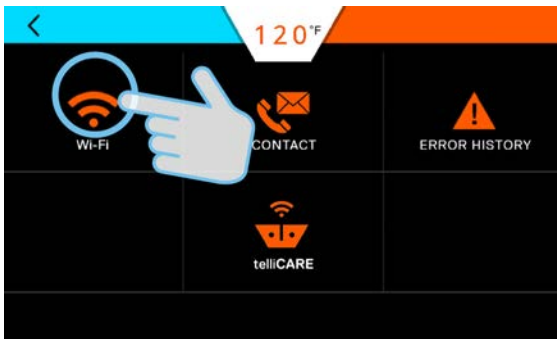 120°F
Wi-Fi
CONTACT
ERROR HISTORY
telliCARE